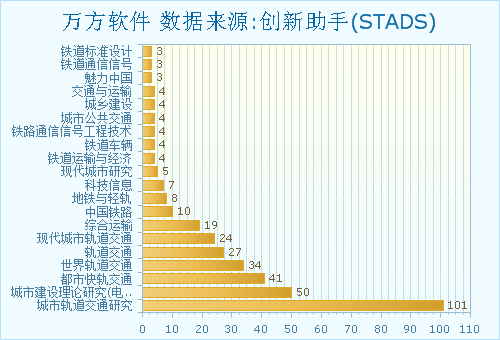 万方软件 数据来源:创新助手(STADS)
铁道标准设计 3
铁道通信信号 3
魅力中国 3
交通与运输 4
城乡建设 4
城市公共交通 4
铁路通信信号工程技术 4
铁道车辆 4
铁道运输与经济 4
现代城市研究 5
科技信息 7
地铁与轻轨 8
中国铁路 10
综合运输 19
现代城市轨道交通 24
轨道交通 27
世界轨道交通 34
都市快轨交通 41
城市建设理论研究(电.. 50
城市轨道交通研究 101
0 10 20 30 40 50 60 70 80 90 100 110